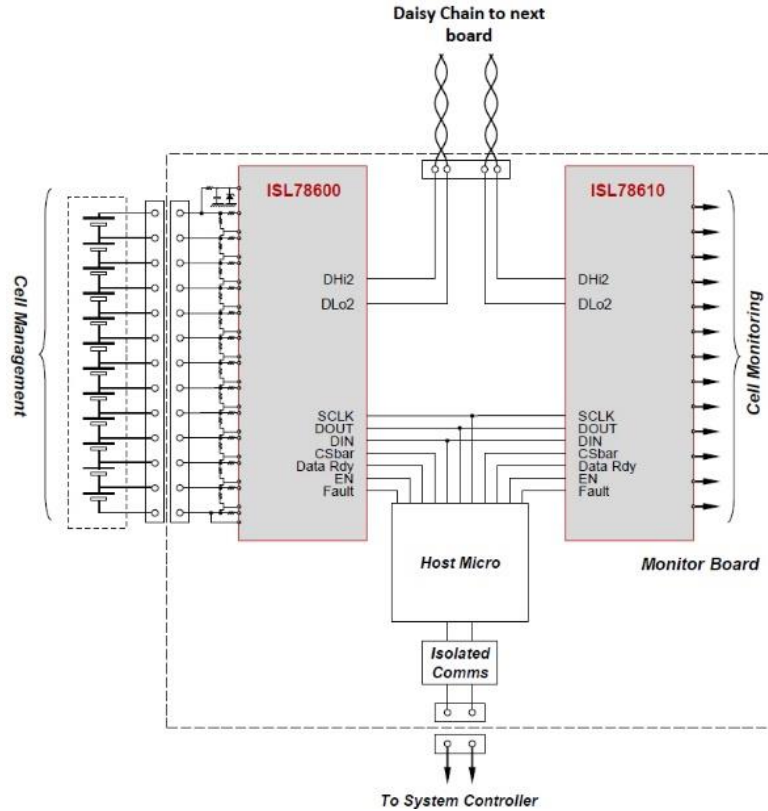 Daisy Chain to next
board
ISL78600
ISL78610
DHi2
DLo2
DHi2
DLo2
Cell Management
Cell Monitoring
SCLK
DOUT
DIN
CSbar
Data Rdy
EN
Fault
SCLK
DOUT
DIN
CSbar
Data Rdy
EN
Fault
Host Micro
Monitor Board
Isolated
Comms
To System Controller